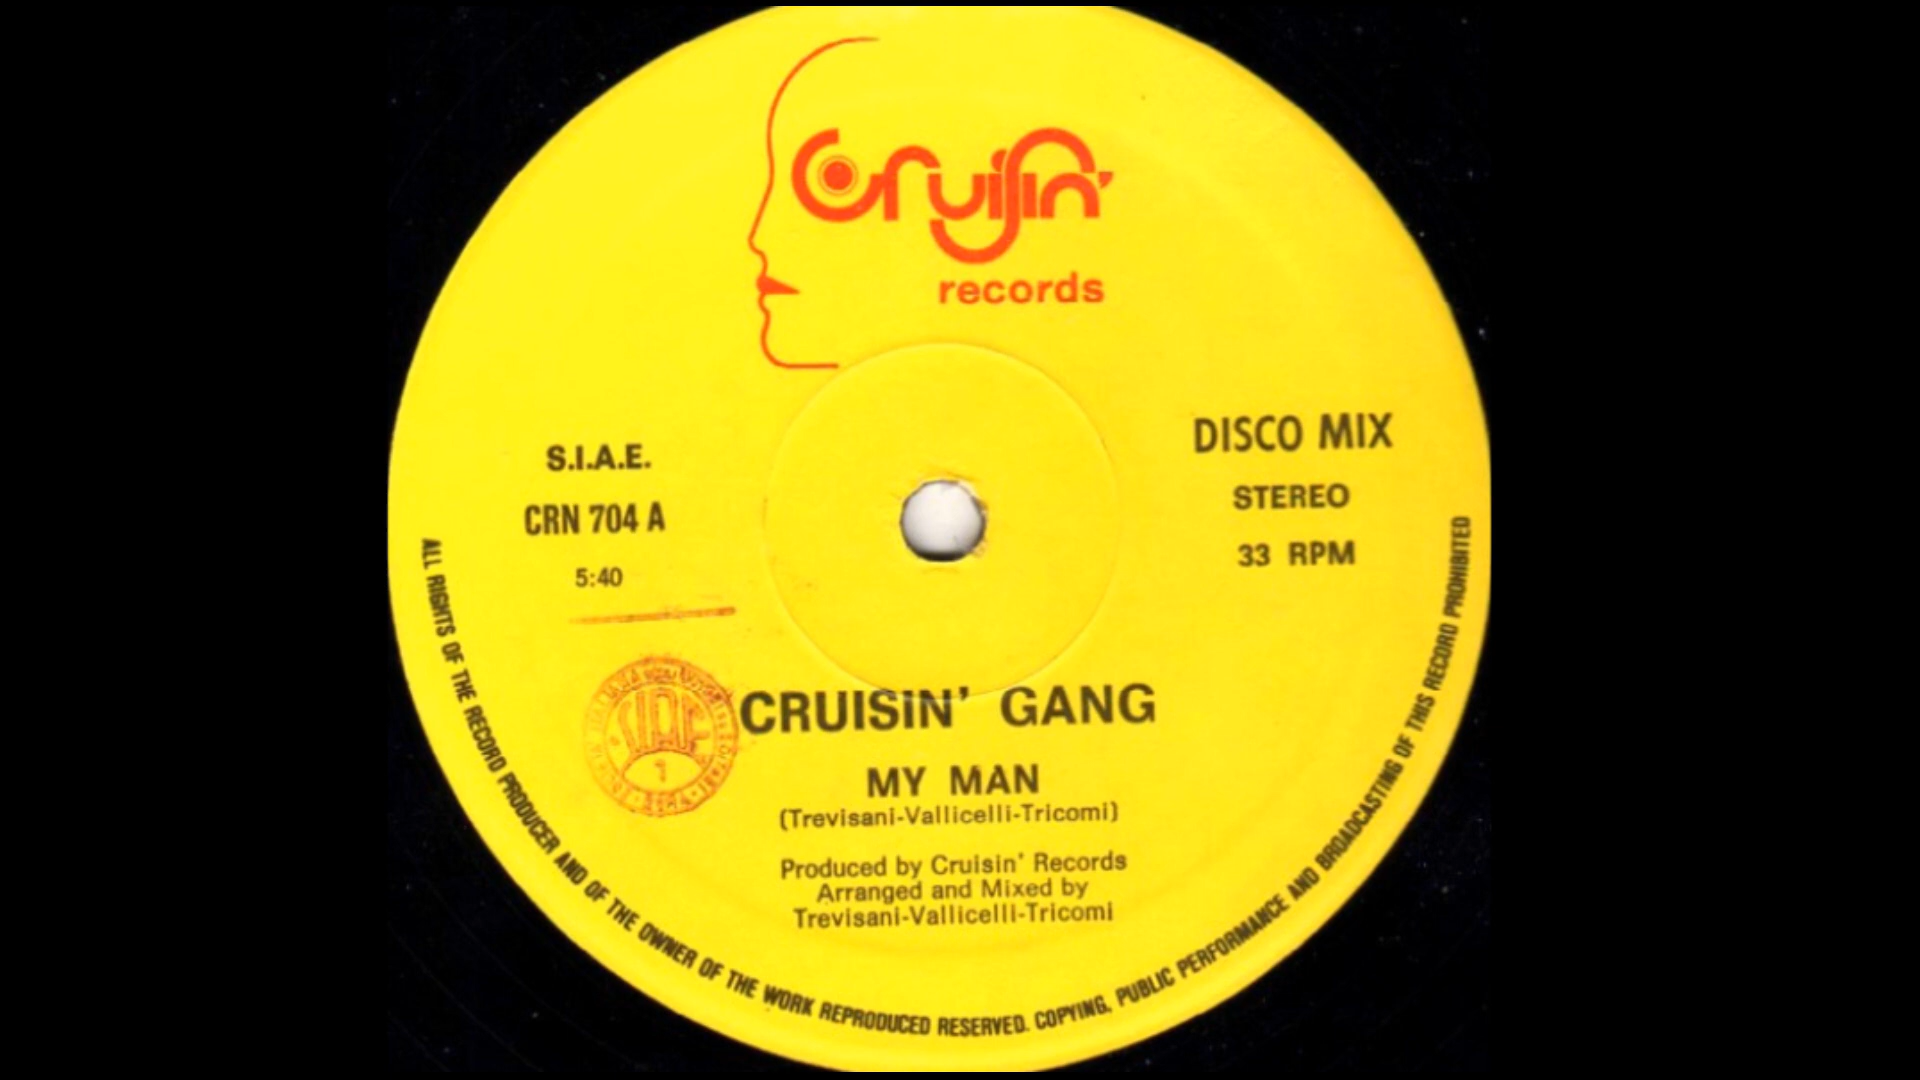 Cruisin'
records
S.I.A.E.
CRN 704 A
5:40
DISCO MIX
STEREO
33 RPM
SIAE
1
CRUISIN' GANG
MY MAN
(Trevisani-Vallicelli-Tricomi)
Produced by Cruisin' Records
Arranged and Mixed by
Trevisani-Vallicelli-Tricomi
ALL RIGHTS OF THE RECORD PRODUCER AND OF THE OWNER OF THE WORK REPRODUCED RESERVED. COPYING, PUBLIC PERFORMANCE AND BROADCASTING OF THIS RECORD PROHIBITED